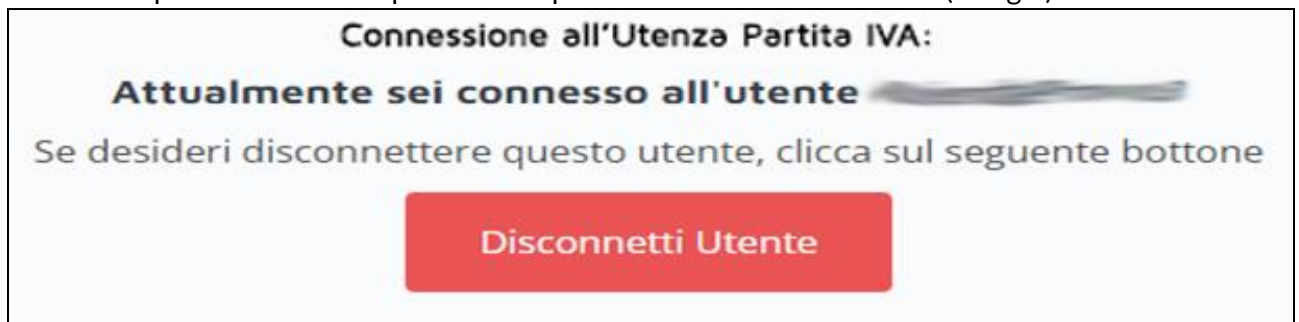 Connessione all'Utenza Partita IVA:
Attualmente sei connesso all'utente
Se desideri disconnettere questo utente, clicca sul seguente bottone
Disconnetti Utente